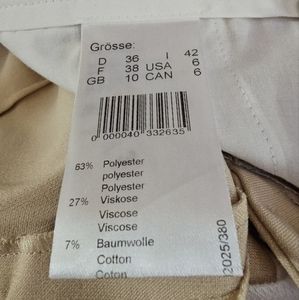 Grösse:
D 36 I 42
F 38 USA 6
GB 10 CAN 6
0 000040 332635
63% Polyester
polyester
Polyester
27% Viskose
Viscose
Viscose
7% Baumwolle
Cotton
Coton
2025/380